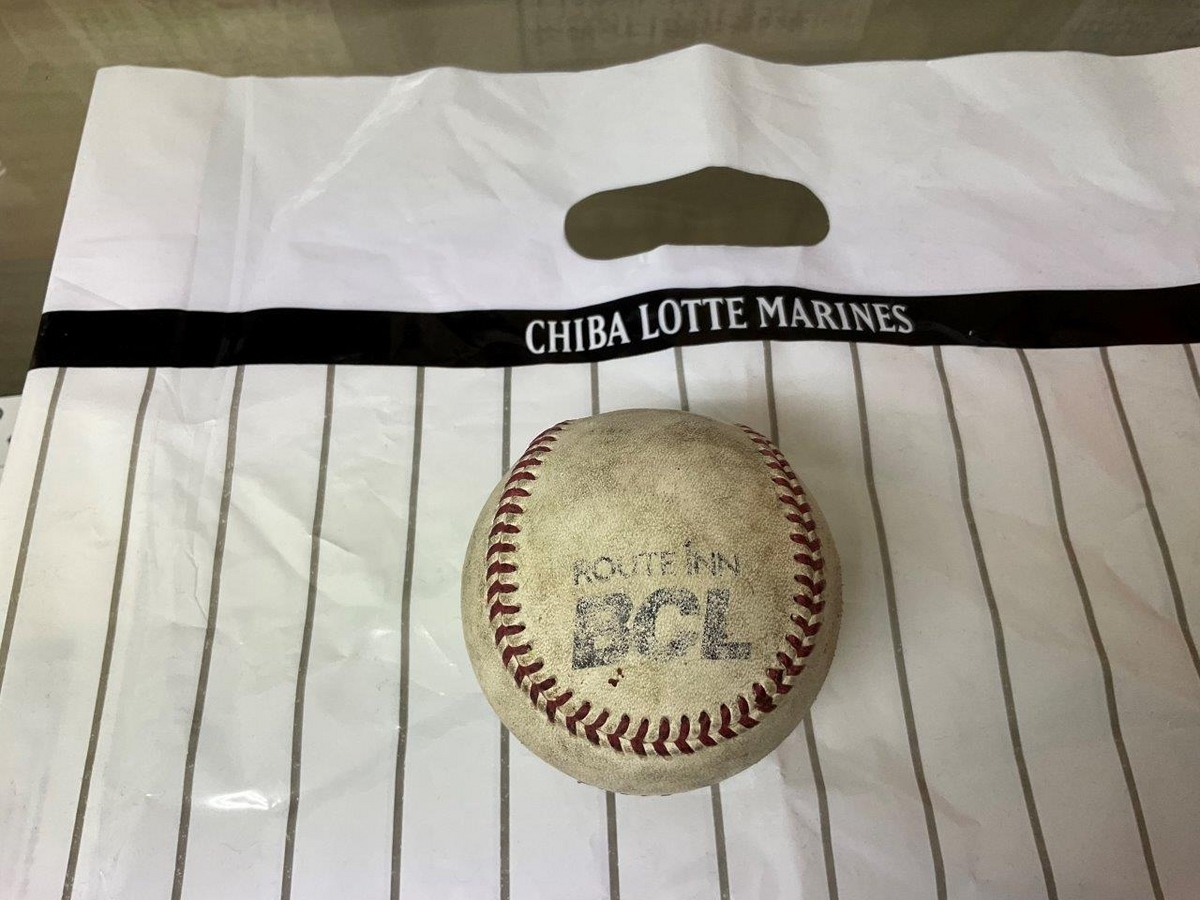 CHIBA LOTTE MARINES
ROUTE INN
BCL